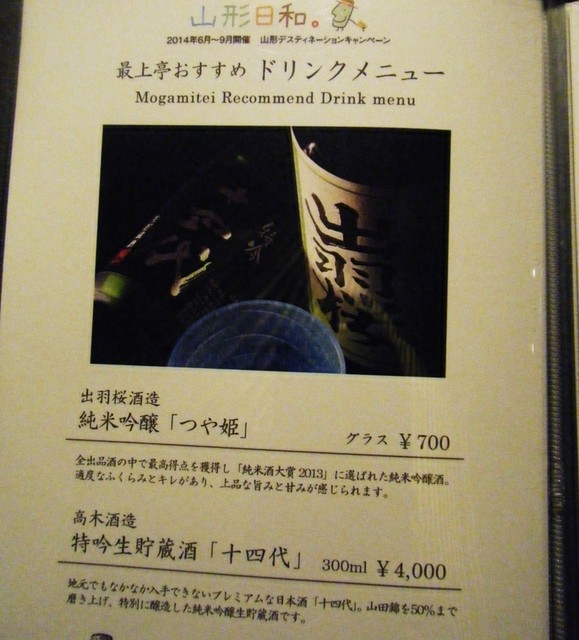 山形日和。
2014年6月～9月開催　山形デスティネーションキャンペーン
最上亭おすすめ ドリンクメニュー
Mogamitei Recommend Drink menu
十四代
出羽桜
出羽桜酒造
純米吟醸「つや姫」　グラス ¥700
全出品酒の中で最高得点を獲得し「純米酒大賞2013」に選ばれた純米吟醸酒。
適度なふくらみとキレがあり、上品な旨みと甘みが感じられます。
高木酒造
特吟生貯蔵酒「十四代」　300ml ¥4,000
地元でもなかなか入手できないプレミアムな日本酒「十四代」。山田錦を50%まで
磨き上げ、特別に醸造した純米吟醸生貯蔵酒です。